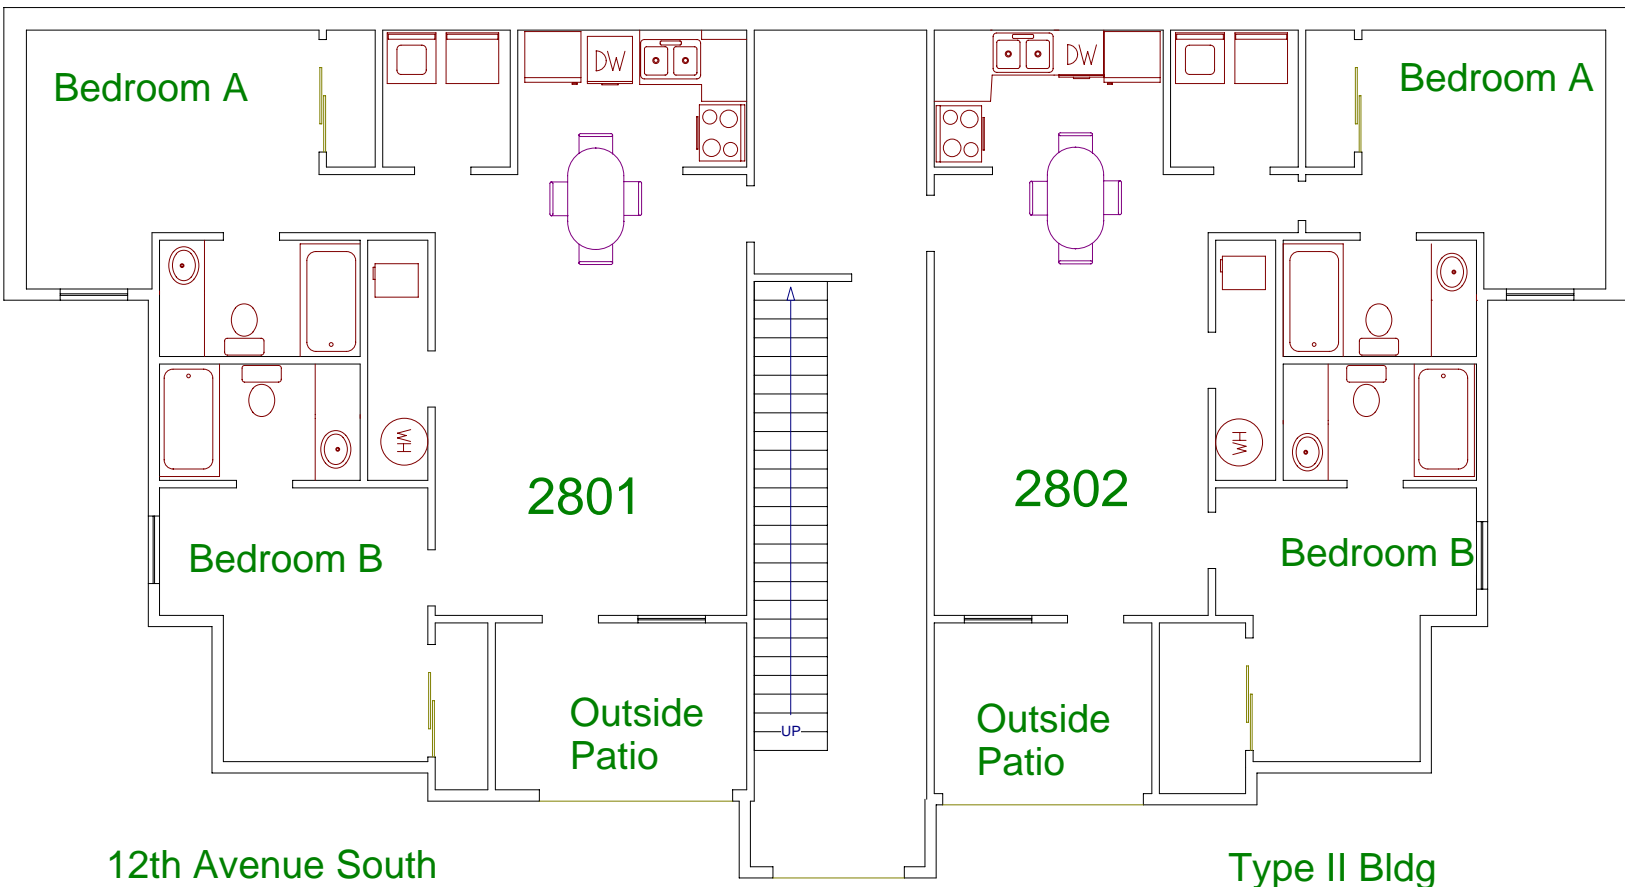 Bedroom A
DW
DW
Bedroom A
WH
WH
2801
2802
Bedroom B
Bedroom B
Outside
Patio
UP
Outside
Patio
12th Avenue South
Type II Bldg